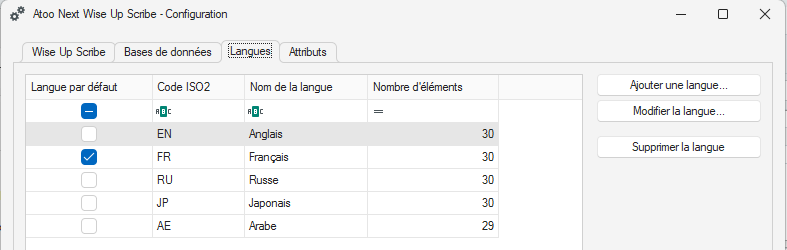 Atoo Next Wise Up Scribe - Configuration
Wise Up Scribe Bases de données Langues Attributs
Langue par défaut Code ISO2 Nom de la langue Nombre d'éléments
ABC ABC =
EN Anglais 30
FR Français 30
RU Russe 30
JP Japonais 30
AE Arabe 29
Ajouter une langue...
Modifier la langue...
Supprimer la langue